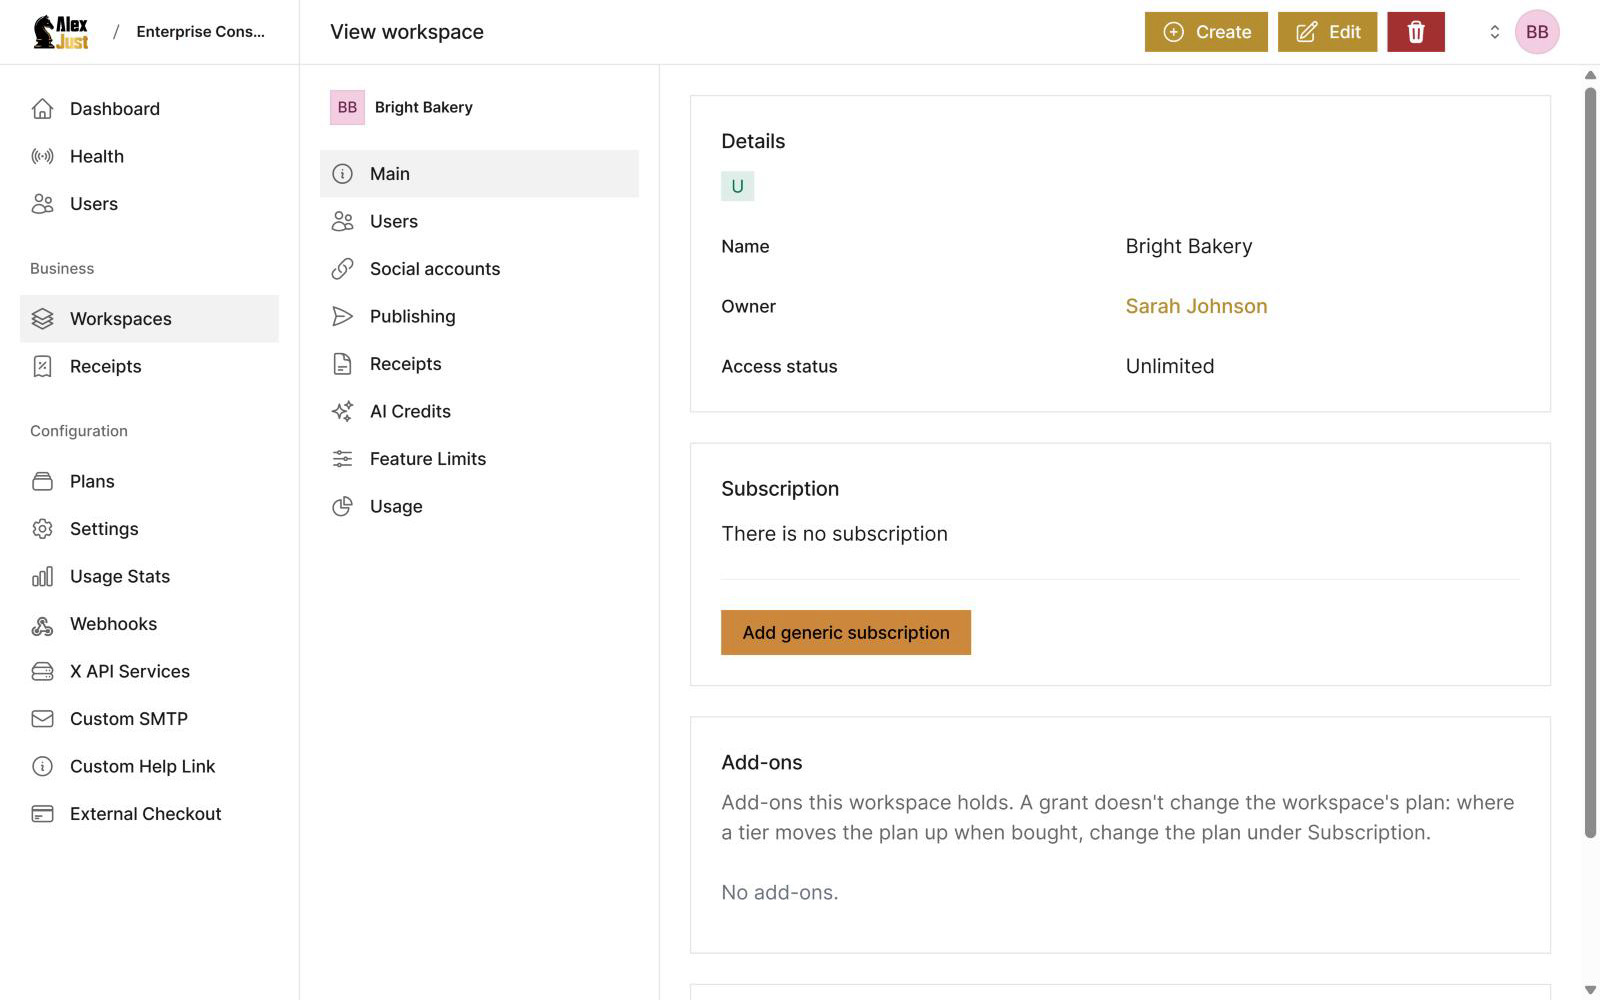 Alex
Just
/
Enterprise Cons...
View workspace
Create
Edit
BB
Dashboard
Health
Users
Business
Workspaces
Receipts
Configuration
Plans
Settings
Usage Stats
Webhooks
X API Services
Custom SMTP
Custom Help Link
External Checkout
BB
Bright Bakery
Main
Users
Social accounts
Publishing
Receipts
AI Credits
Feature Limits
Usage
Details
U
Name
Bright Bakery
Owner
Sarah Johnson
Access status
Unlimited
Subscription
There is no subscription
Add generic subscription
Add-ons
Add-ons this workspace holds. A grant doesn't change the workspace's plan: where
a tier moves the plan up when bought, change the plan under Subscription.
No add-ons.